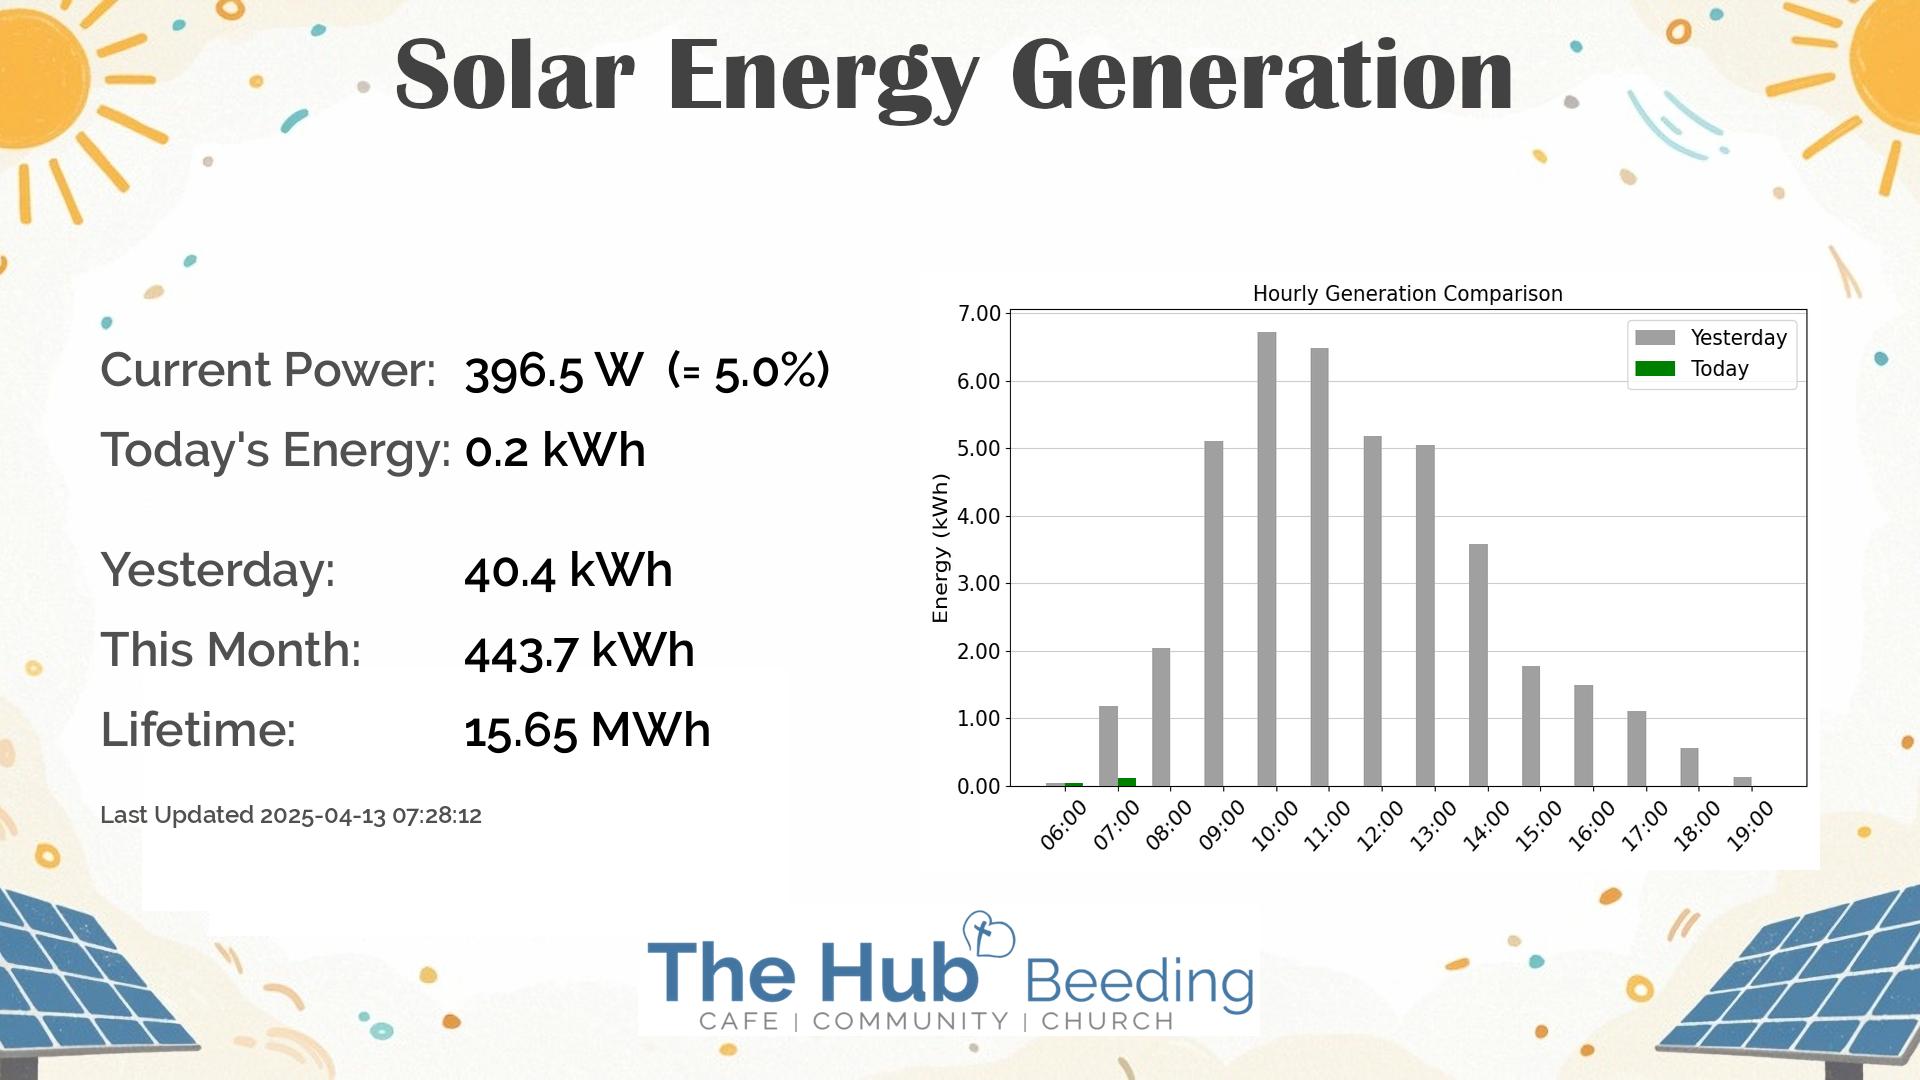 Solar Energy Generation
Current Power: 396.5 W (= 5.0%)
Today's Energy: 0.2 kWh
Yesterday: 40.4 kWh
This Month: 443.7 kWh
Lifetime: 15.65 MWh
Last Updated 2025-04-13 07:28:12
Hourly Generation Comparison
Yesterday
Today
Energy (kWh)
7.00
6.00
5.00
4.00
3.00
2.00
1.00
0.00
06:00 07:00 08:00 09:00 10:00 11:00 12:00 13:00 14:00 15:00 16:00 17:00 18:00 19:00
The Hub Beeding
CAFE | COMMUNITY | CHURCH